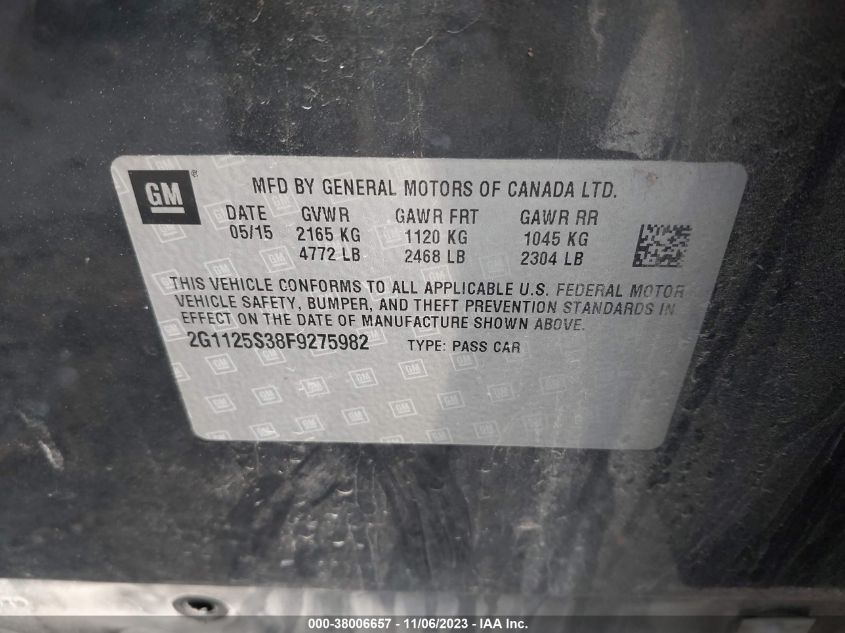 GM ®
MFD BY GENERAL MOTORS OF CANADA LTD.
DATE GVWR GAWR FRT GAWR RR
05/15 2165 KG 1120 KG 1045 KG
4772 LB 2468 LB 2304 LB
THIS VEHICLE CONFORMS TO ALL APPLICABLE U.S. FEDERAL MOTOR
VEHICLE SAFETY, BUMPER, AND THEFT PREVENTION STANDARDS IN
EFFECT ON THE DATE OF MANUFACTURE SHOWN ABOVE.
2G1125S38F9275982 TYPE: PASS CAR
000-38006657 - 11/06/2023 - IAA Inc.